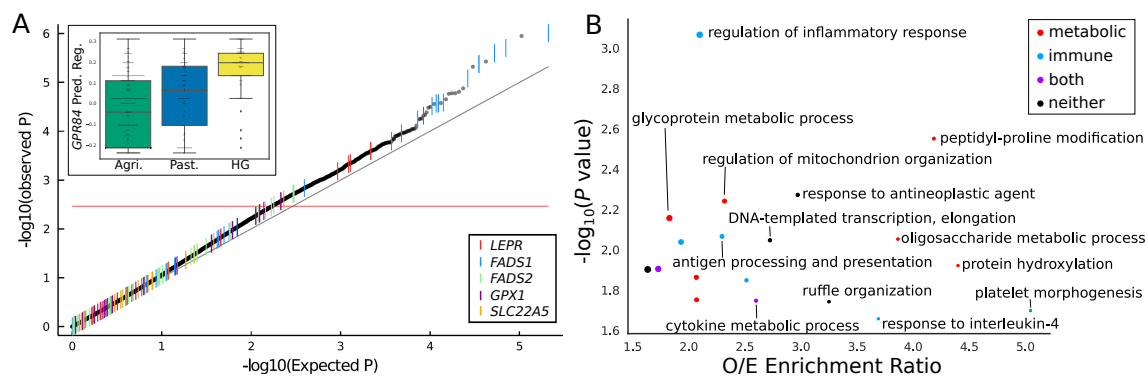 A
6
5
4
3
2
1
0
-log10(observed P)
0
1
2
3
4
5
-log10(Expected P)
GPR84 Pred. Reg.
0.3
0.2
0.1
0.0
-0.1
-0.2
Agri.
Past.
HG
LEPR
FADS1
FADS2
GPX1
SLC22A5
B
3.0
2.8
2.6
2.4
2.2
2.0
1.8
1.6
-log₁₀(P value)
1.5
2.0
2.5
3.0
3.5
4.0
4.5
5.0
O/E Enrichment Ratio
metabolic
immune
both
neither
regulation of inflammatory response
glycoprotein metabolic process
peptidyl-proline modification
regulation of mitochondrion organization
response to antineoplastic agent
DNA-templated transcription, elongation
oligosaccharide metabolic process
antigen processing and presentation
protein hydroxylation
ruffle organization
platelet morphogenesis
cytokine metabolic process
response to interleukin-4